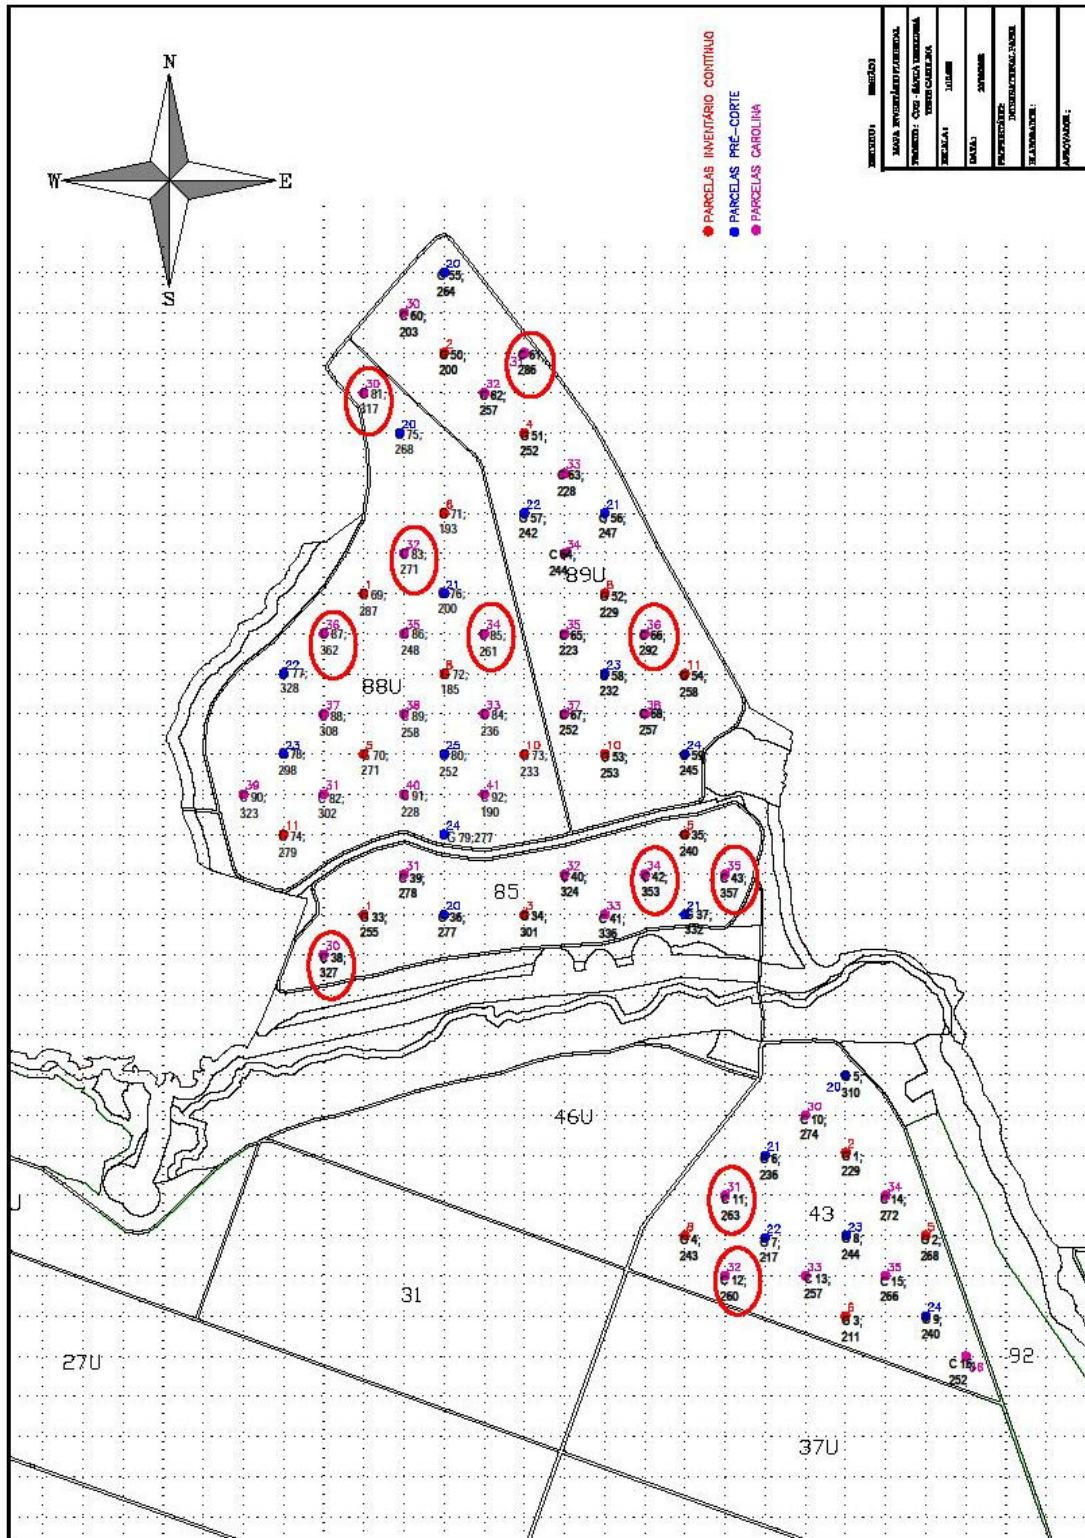 N
W
E
S
PARCELAS INVENTÁRIO CONTÍNUO
PARCELAS PRÉ-CORTE
PARCELAS CAROLINA
ESCALA:
DATA:
ELABORADOR:
APROVADOR:
20
G 55;
264
30
C 60;
203
2
G 50;
200
31
C 61,
286
30
C 81;
317
32
C 62;
257
20
75;
268
4
G 51;
252
33
C 63,
228
71;
193
22
G 57;
242
21
G 56;
247
32
C 83;
271
34
244
89U
1
G 69;
287
21
76;
200
G 52;
229
36
87;
362
35
C 86;
248
34
85;
261
35
C 65;
223
36
C 66,
292
22
G 77;
328
88U
G 72;
185
23
G 58;
232
11
G 54;
258
37
C 88;
308
38
C 89;
258
33
C 84;
236
37
C 67;
252
38
C 68;
257
23
G 78;
298
5
G 70;
271
25
G 80;
252
10
G 73;
233
10
G 53;
253
24
G 59;
245
39
C 90;
323
31
C 82;
302
40
C 91;
228
41
C 92;
190
11
G 74;
279
24
G 79;277
5
G 35;
240
31
C 39;
278
85
32
C 40;
324
34
C 42;
353
35
C 43;
357
1
G 33;
255
20
G 36;
277
3
G 34;
301
33
C 41;
336
21
G 37;
332
30
C 38;
327
20
G 5;
310
46U
30
C 10;
274
21
G 6;
236
2
G 1;
229
31
C 11;
263
34
C 14;
272
43
G 4;
243
22
G 7;
217
23
G 8;
244
5
G 2;
268
32
C 12;
260
33
C 13;
257
35
C 15;
266
31
6
G 3;
211
24
G 9;
240
27U
C 16;
252
92
37U